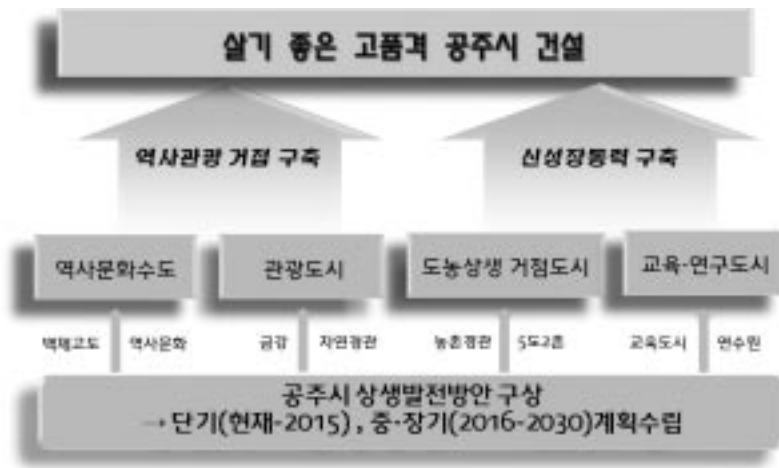 살기 좋은 고품격 공주시 건설
역사관광 거점 구축 신성장동력 구축
역사문화수도 관광도시 도농상생 거점도시 교육·연구도시
백제고도 역사문화 금강 자연경관 농촌경관 5도2촌 교육도시 연수원
공주시 상생발전방안 구상
→ 단기(현재-2015) , 중·장기(2016-2030)계획수립